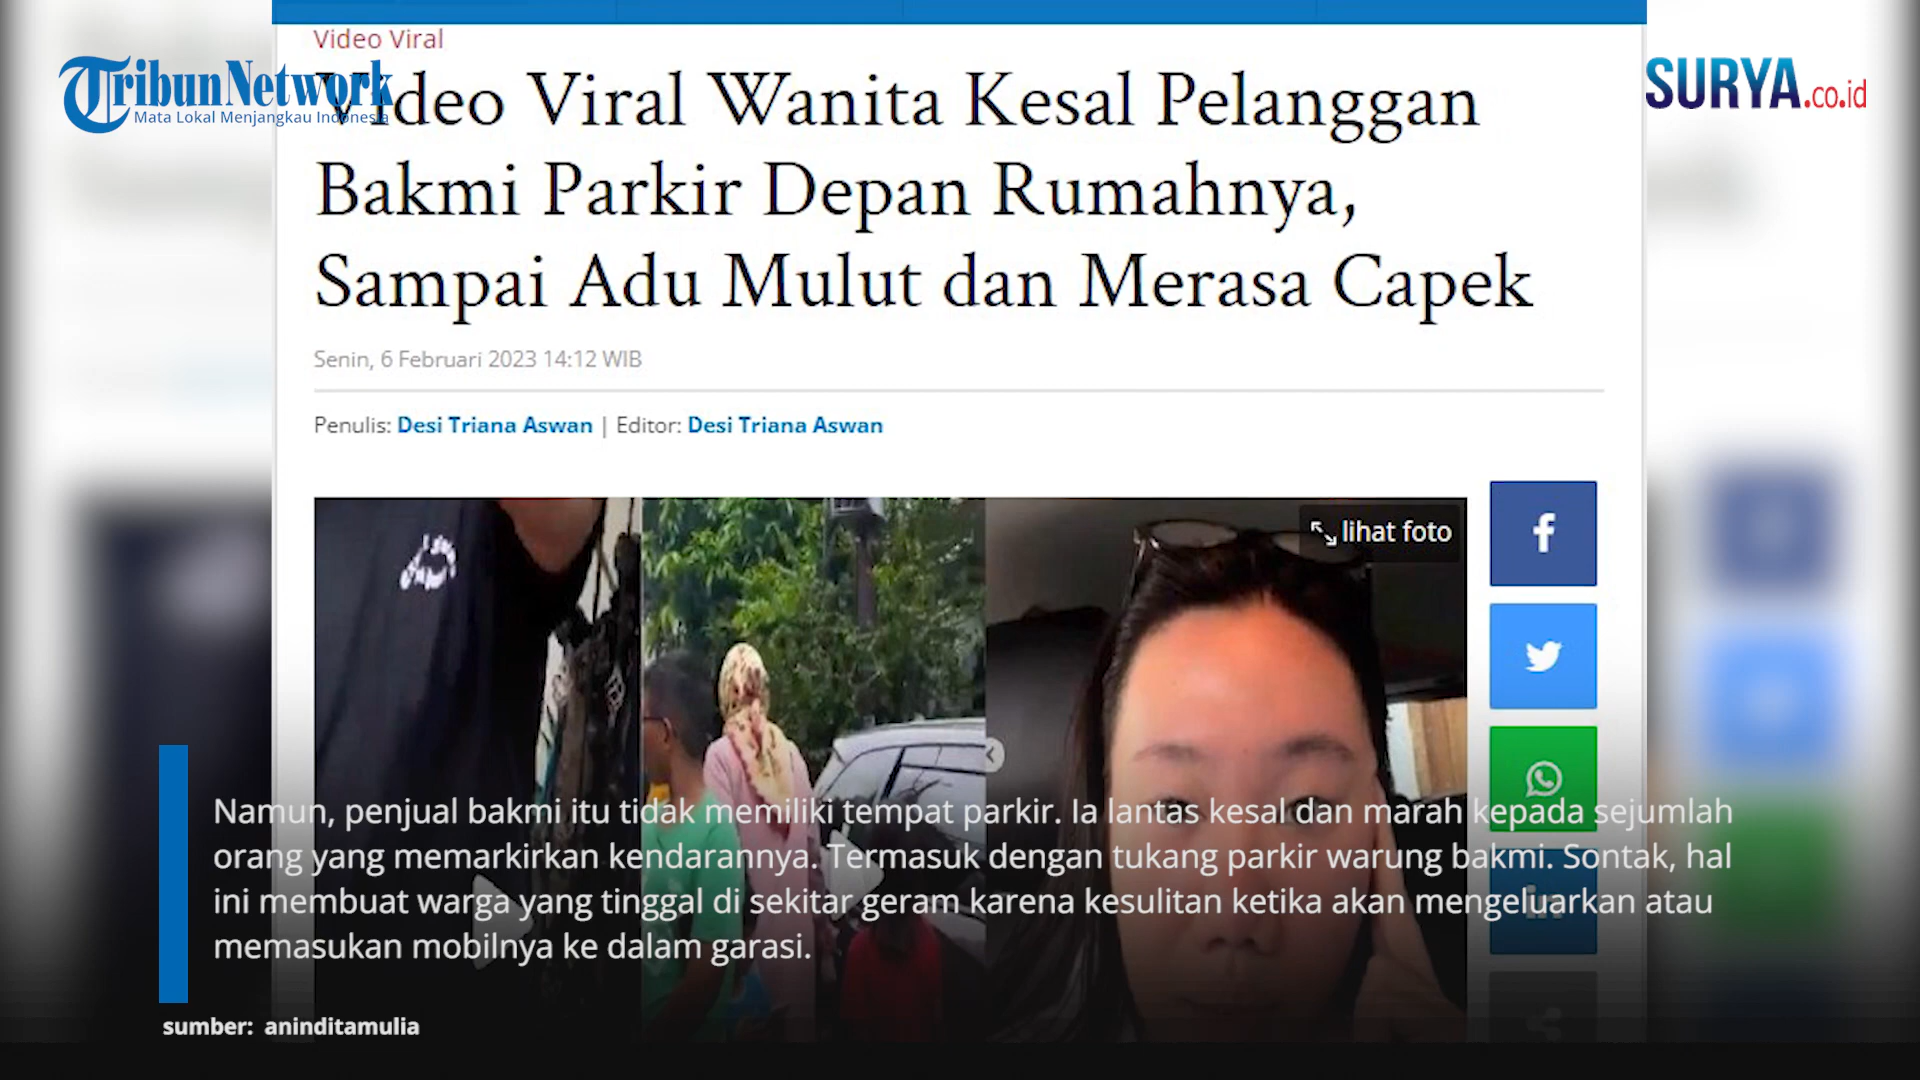 Video Viral
TribunNetwork
Mata Lokal Menjangkau Indonesia
SURYA.co.id
Video Viral Wanita Kesal Pelanggan
Bakmi Parkir Depan Rumahnya,
Sampai Adu Mulut dan Merasa Capek
Senin, 6 Februari 2023 14:12 WIB
Penulis: Desi Triana Aswan | Editor: Desi Triana Aswan
lihat foto
Namun, penjual bakmi itu tidak memiliki tempat parkir. Ia lantas kesal dan marah kepada sejumlah
orang yang memarkirkan kendarannya. Termasuk dengan tukang parkir warung bakmi. Sontak, hal
ini membuat warga yang tinggal di sekitar geram karena kesulitan ketika akan mengeluarkan atau
memasukan mobilnya ke dalam garasi.
sumber: aninditamulia